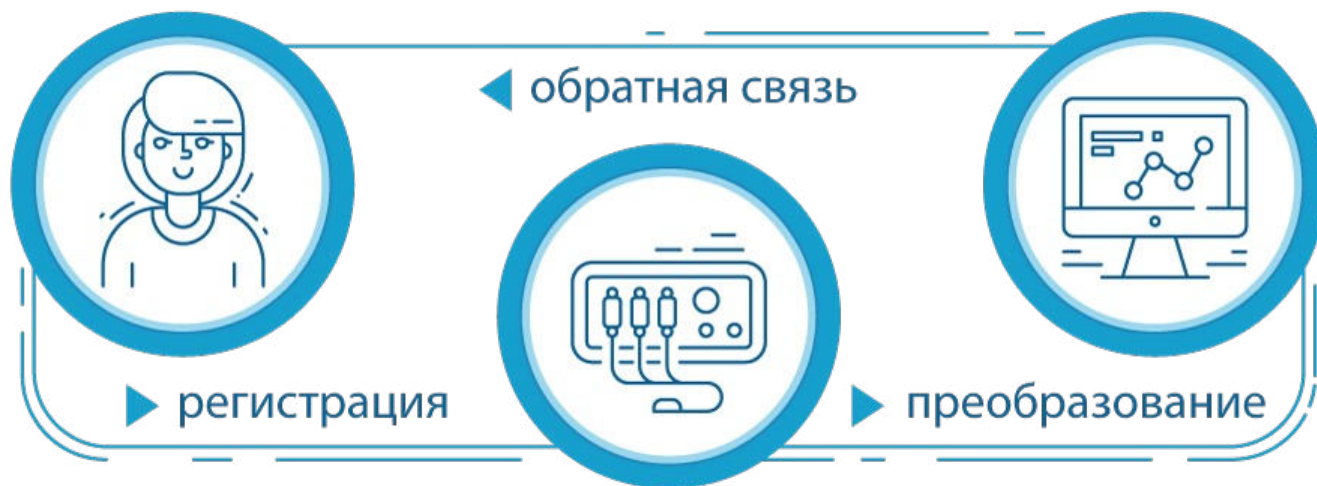 обратная связь
регистрация
преобразование